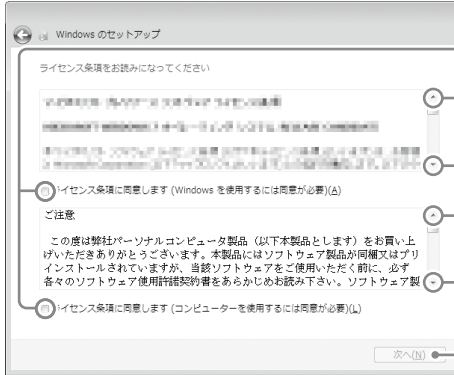 Windows のセットアップ
ライセンス条項をお読みになってください
イセンス条項に同意します (Windows を使用するには同意が必要)(A)
ご注意
この度は弊社パーソナルコンピュータ製品（以下本製品とします）をお買い上
げいただきありがとうございます。本製品にはソフトウェア製品が同梱又はプリ
インストールされていますが、当該ソフトウェアをご使用いただく前に、必ず
各々のソフトウェア使用許諾契約書をあらかじめお読み下さい。ソフトウェア製
イセンス条項に同意します (コンピューターを使用するには同意が必要)(L)
次へ(N)